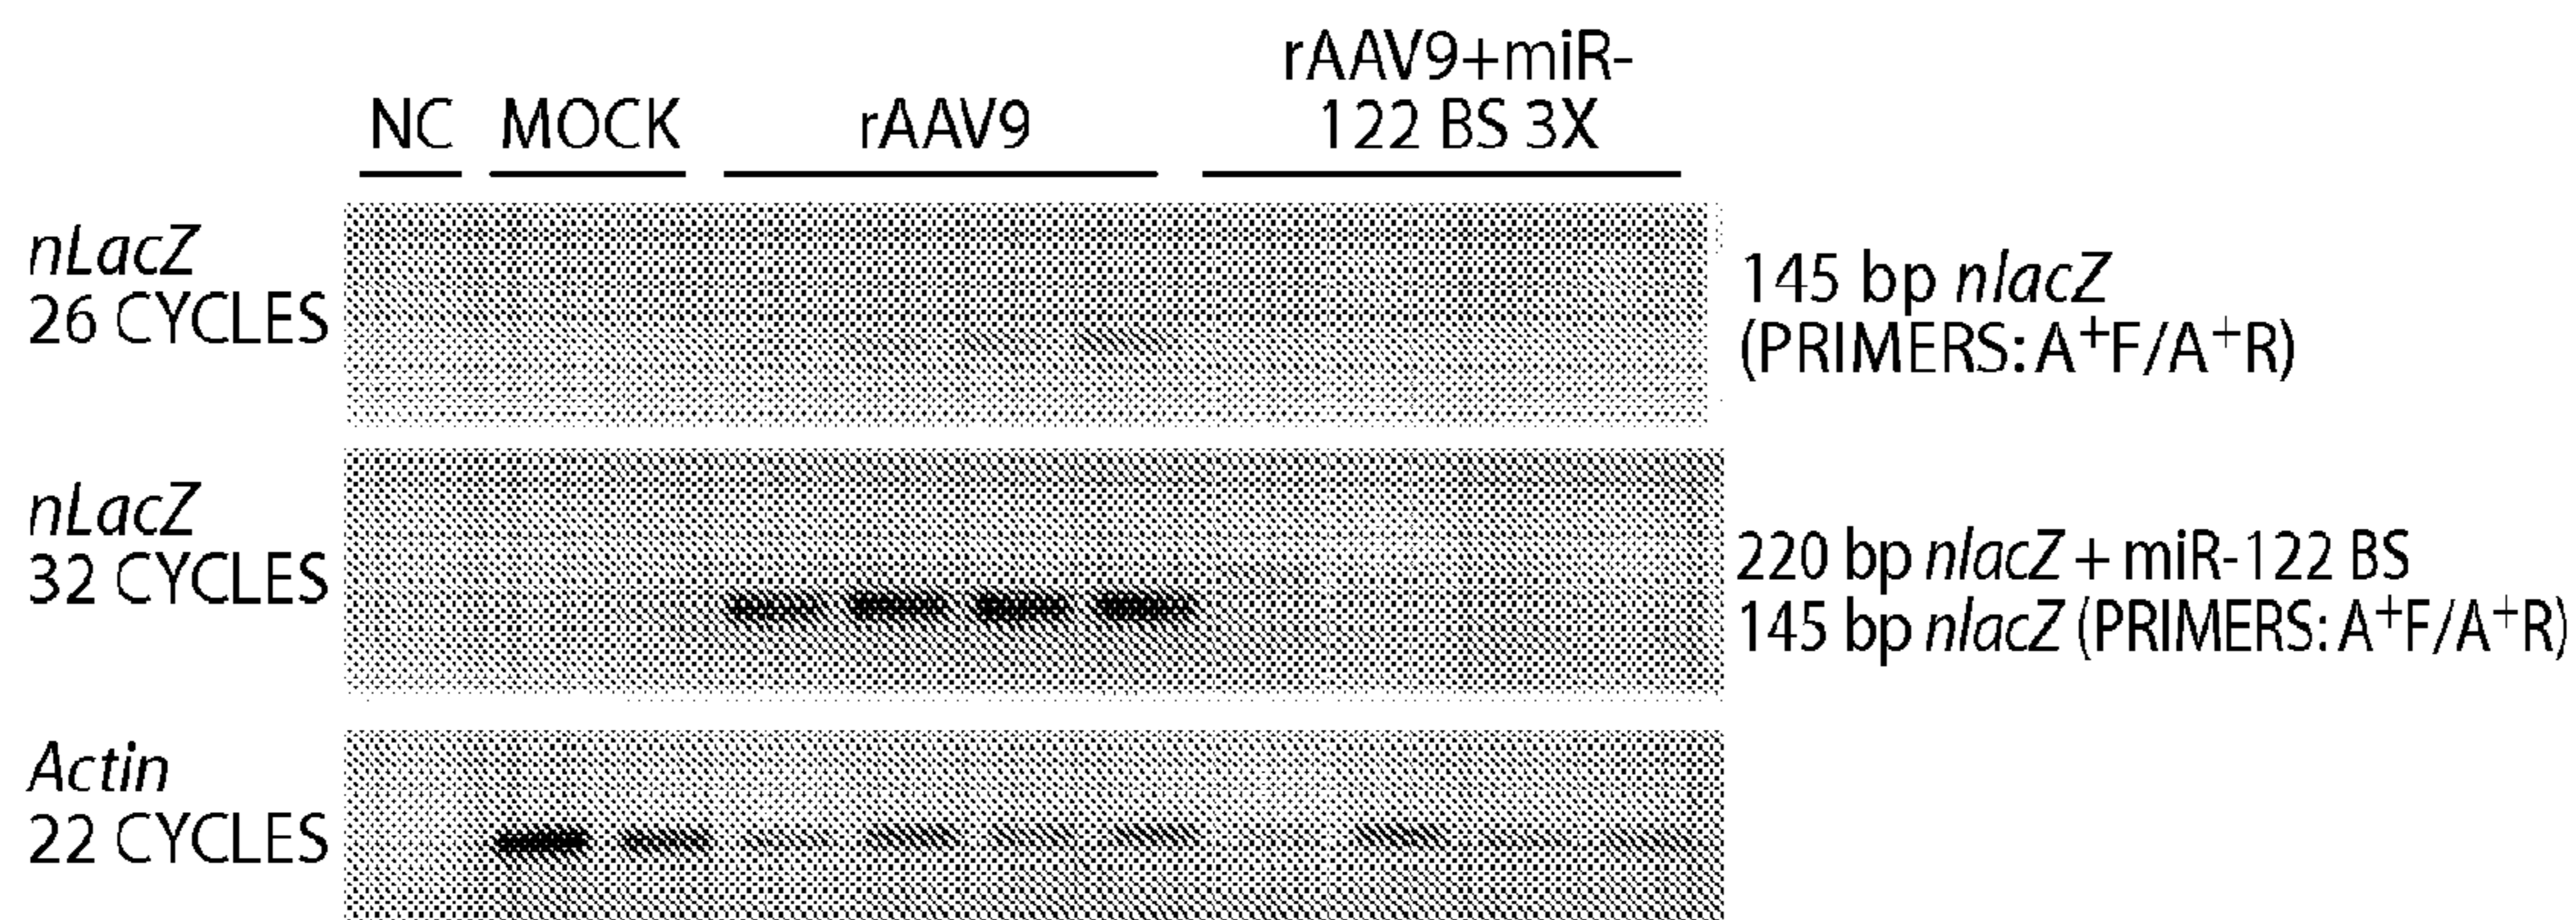 NC
MOCK
rAAV9
rAAV9+miR-
122 BS 3X
nLacZ
26 CYCLES
145 bp nlacZ
(PRIMERS: A+F/A+R)
nLacZ
32 CYCLES
220 bp nlacZ + miR-122 BS
145 bp nlacZ (PRIMERS: A+F/A+R)
Actin
22 CYCLES